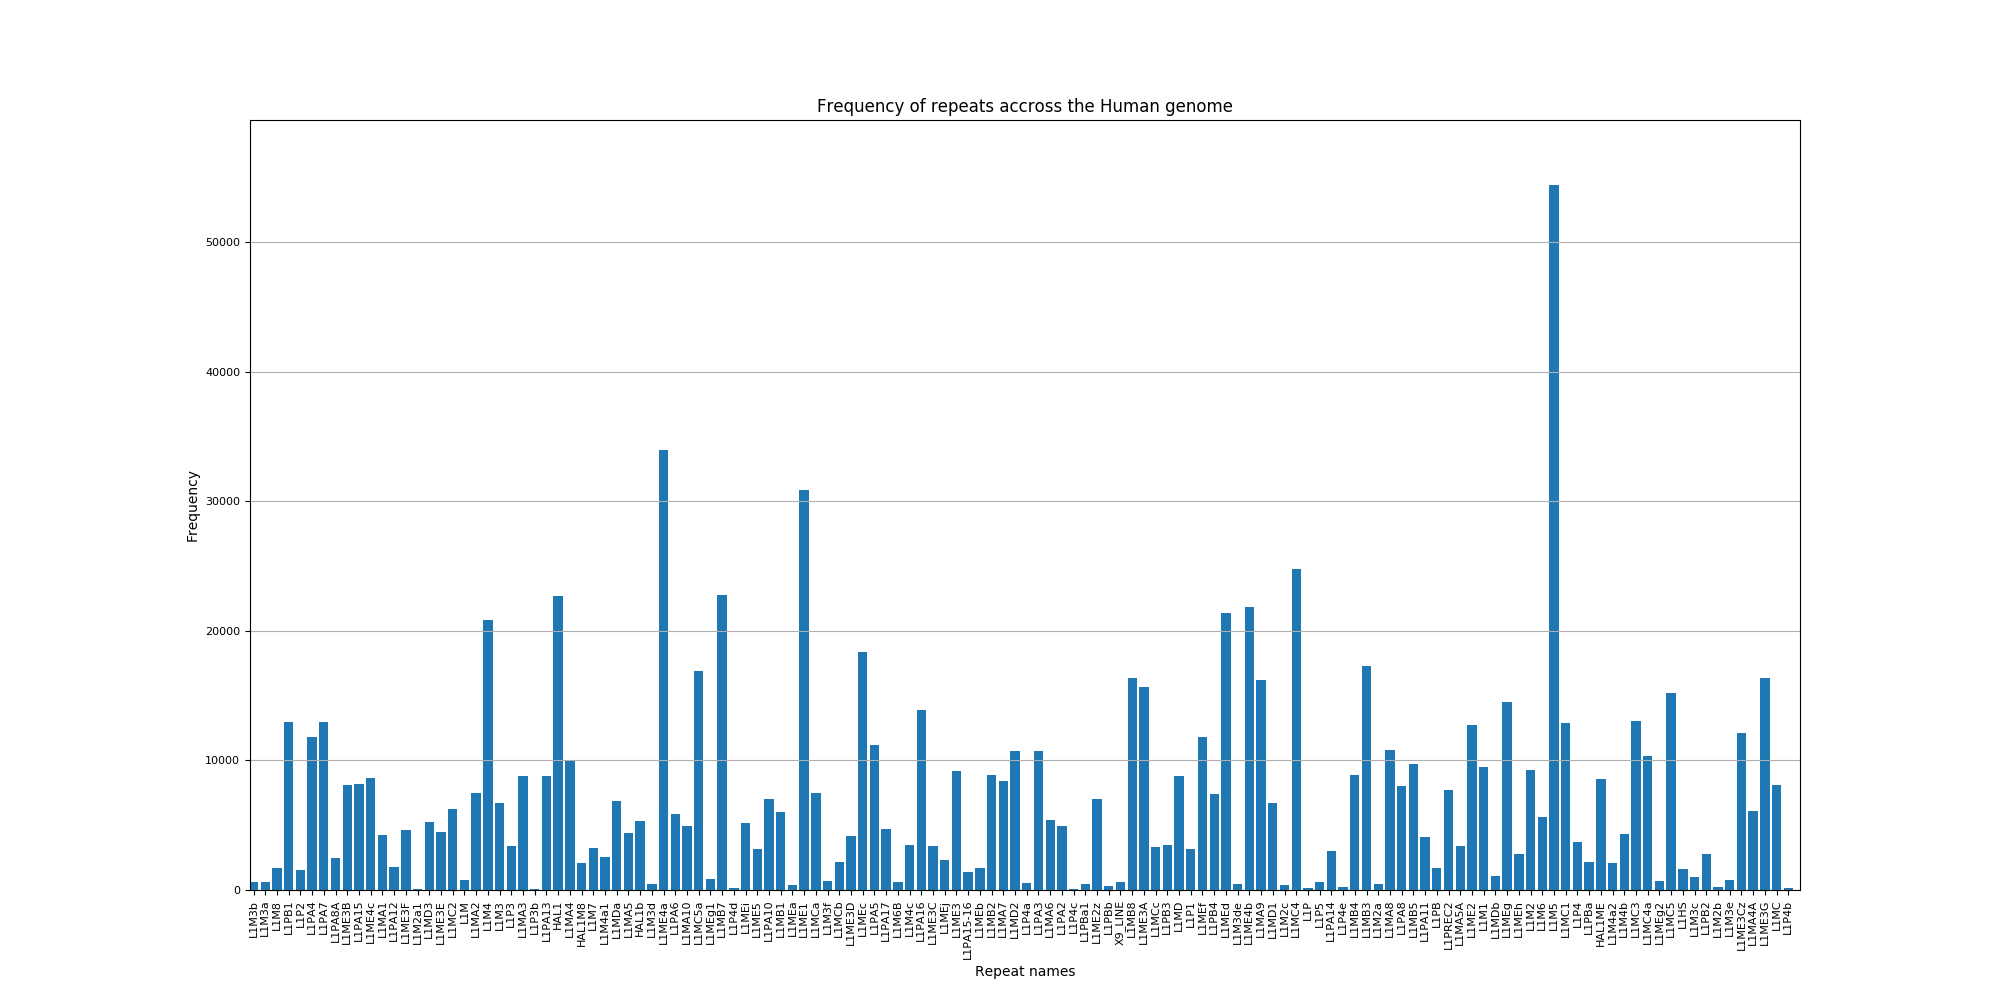 Frequency of repeats accross the Human genome
50000
40000
30000
20000
10000
0
Frequency
L1M3b
L1M3a
L1M8
L1PB1
L1P2
L1PA4
L1PA7
L1PA8A
L1ME3B
L1PA15
L1ME4c
L1MA1
L1PA12
L1ME3F
L1M2a1
L1MD3
L1ME3E
L1MC2
L1M
L1MA2
L1M4
L1M3
L1P3
L1MA3
L1P3b
L1PA13
HAL1
L1MA4
HAL1M8
L1M7
L1M4a1
L1MDa
L1MA5
HAL1b
L1M3d
L1ME4a
L1PA6
L1MA10
L1MC5a
L1MEg1
L1MB7
L1P4d
L1MEi
L1ME5
L1PA10
L1MB1
L1MEa
L1ME1
L1MCa
L1M3f
L1MCb
L1ME3D
L1MEc
L1PA5
L1PA17
L1M6B
L1M4c
L1PA16
L1ME3C
L1MEj
L1ME3
L1PA15-16
L1MEb
L1MB2
L1MA7
L1MD2
L1P4a
L1PA3
L1MA6
L1PA2
L1P4c
L1PBa1
L1ME2z
L1PBb
X9_LINE
L1MB8
L1ME3A
L1MCc
L1PB3
L1MD
L1P1
L1MEf
L1PB4
L1MEd
L1M3de
L1ME4b
L1MA9
L1MD1
L1M2c
L1MC4
L1P
L1P5
L1PA14
L1P4e
L1MB4
L1MB3
L1M2a
L1MA8
L1PA8
L1MB5
L1PA11
L1PB
L1PREC2
L1MA5A
L1ME2
L1M1
L1MDb
L1MEg
L1MEh
L1M2
L1M6
L1M5
L1MC1
L1P4
L1PBa
HAL1ME
L1M4a2
L1M4b
L1MC3
L1MC4a
L1MEg2
L1MC5
L1HS
L1M3c
L1PB2
L1M2b
L1M3e
L1ME3Cz
L1MA4A
L1ME3G
L1MC
L1P4b
Repeat names